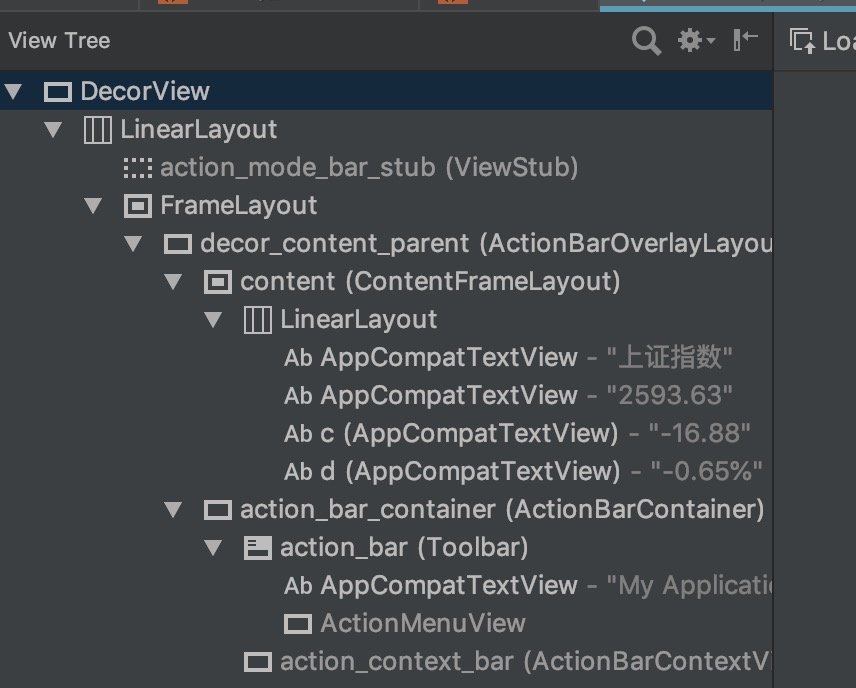 View Tree
Loa
DecorView
LinearLayout
action_mode_bar_stub (ViewStub)
FrameLayout
decor_content_parent (ActionBarOverlayLayou
content (ContentFrameLayout)
LinearLayout
Ab AppCompatTextView - "上证指数"
Ab AppCompatTextView - "2593.63"
Ab c (AppCompatTextView) - "-16.88"
Ab d (AppCompatTextView) - "-0.65%"
action_bar_container (ActionBarContainer)
action_bar (Toolbar)
Ab AppCompatTextView - "My Applicati
ActionMenuView
action_context_bar (ActionBarContextV